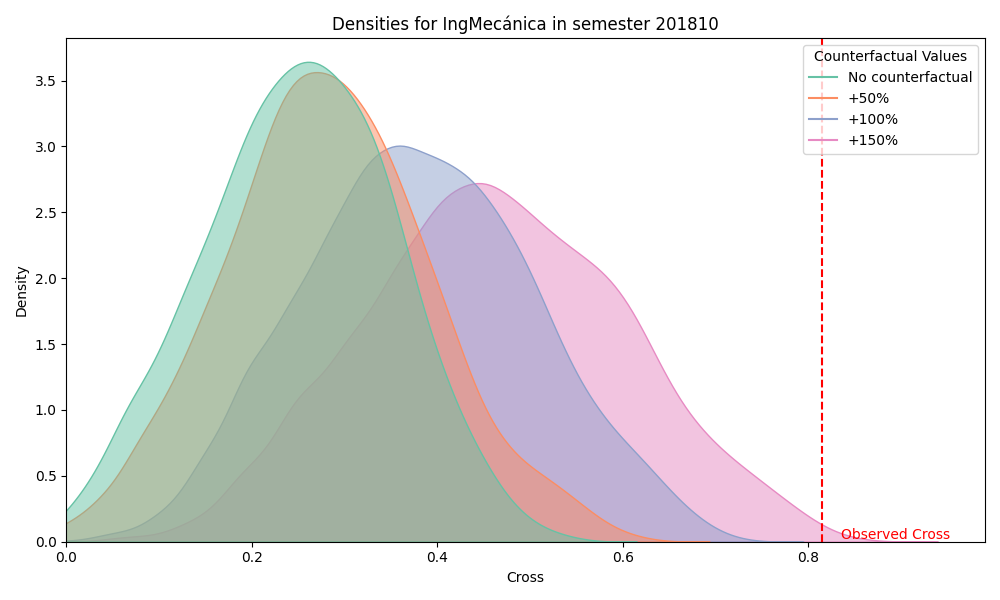 Densities for IngMecánica in semester 201810
Counterfactual Values
No counterfactual
+50%
+100%
+150%
Density
3.5
3.0
2.5
2.0
1.5
1.0
0.5
0.0
Observed Cross
0.0 0.2 0.4 0.6 0.8
Cross